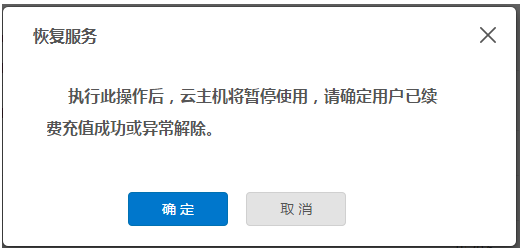 恢复服务
执行此操作后，云主机将暂停使用，请确定用户已续
费充值成功或异常解除。
确 定
取 消